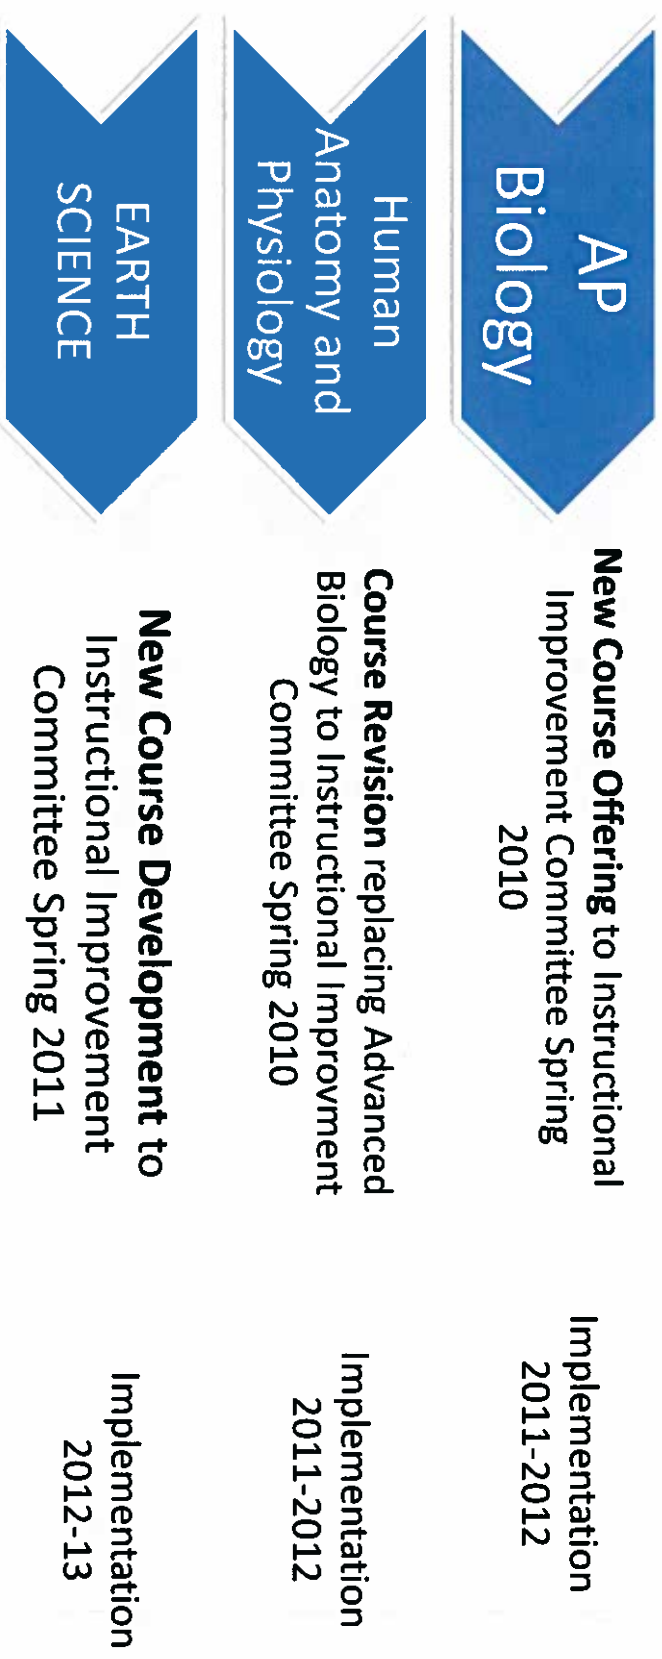 AP
Biology
New Course Offering to Instructional
Improvement Committee Spring
2010
Implementation
2011-2012
Human
Anatomy and
Physiology
Course Revision replacing Advanced
Biology to Instructional Improvment
Committee Spring 2010
Implementation
2011-2012
EARTH
SCIENCE
New Course Development to
Instructional Improvement
Committee Spring 2011
Implementation
2012-13